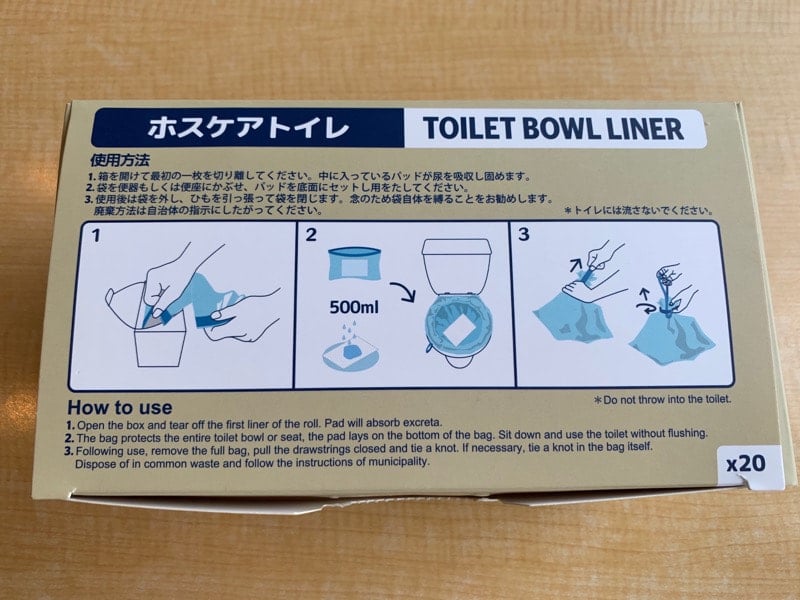 ホスケアトイレ
TOILET BOWL LINER
使用方法
1. 箱を開けて最初の一枚を切り離してください。中に入っているパッドが尿を吸収し固めます。
2. 袋を便器もしくは便座にかぶせ、パッドを底面にセットし用をたしてください。
3. 使用後は袋を外し、ひもを引っ張って袋を閉じます。念のため袋自体を縛ることをお勧めします。
廃棄方法は自治体の指示にしたがってください。
＊トイレには流さないでください。
1
2
500ml
3
＊Do not throw into the toilet.
How to use
1. Open the box and tear off the first liner of the roll. Pad will absorb excreta.
2. The bag protects the entire toilet bowl or seat, the pad lays on the bottom of the bag. Sit down and use the toilet without flushing.
3. Following use, remove the full bag, pull the drawstrings closed and tie a knot. If necessary, tie a knot in the bag itself.
Dispose of in common waste and follow the instructions of municipality.
x20